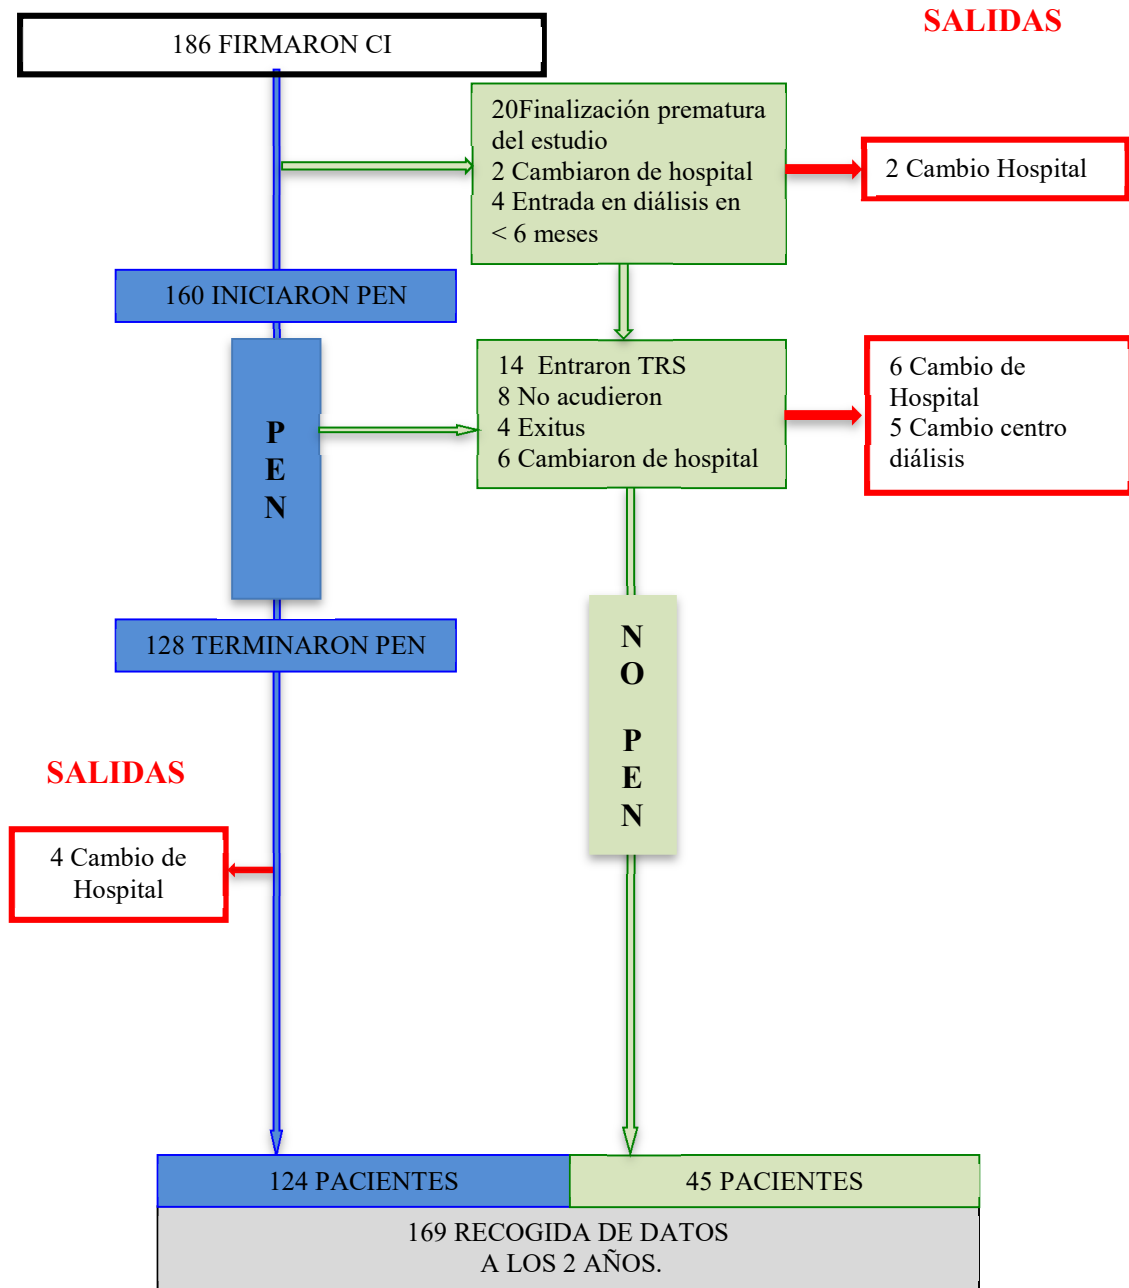 SALIDAS
186 FIRMARON CI
20Finalización prematura
del estudio
2 Cambiaron de hospital
4 Entrada en diálisis en
< 6 meses
2 Cambio Hospital
160 INICIARON PEN
14 Entraron TRS
8 No acudieron
4 Exitus
6 Cambiaron de hospital
6 Cambio de
Hospital
5 Cambio centro
diálisis
P
E
N
128 TERMINARON PEN
N
O
P
E
N
SALIDAS
4 Cambio de
Hospital
124 PACIENTES
45 PACIENTES
169 RECOGIDA DE DATOS
A LOS 2 AÑOS.